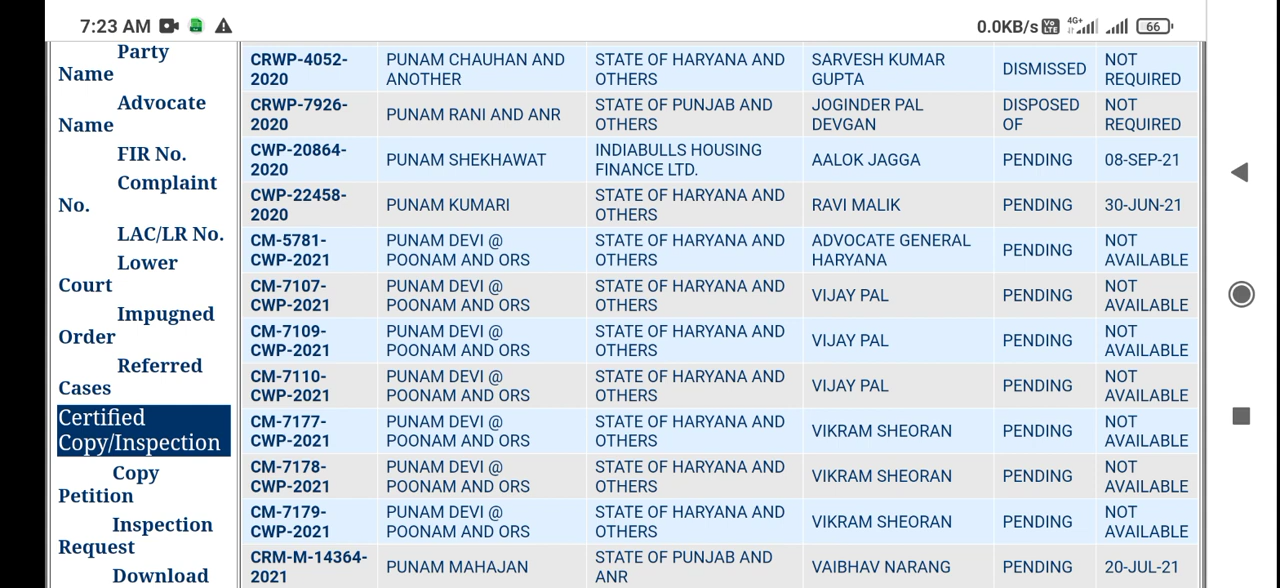 7:23 AM
0.0KB/s Vo LTE 4G+ 66
Party
Name
Advocate
Name
FIR No.
Complaint
No.
LAC/LR No.
Lower
Court
Impugned
Order
Referred
Cases
Certified
Copy/Inspection
Copy
Petition
Inspection
Request
Download
CRWP-4052- PUNAM CHAUHAN AND STATE OF HARYANA AND SARVESH KUMAR DISMISSED NOT
2020 ANOTHER OTHERS GUPTA REQUIRED
CRWP-7926- PUNAM RANI AND ANR STATE OF PUNJAB AND JOGINDER PAL DISPOSED NOT
2020 OTHERS DEVGAN OF REQUIRED
CWP-20864- PUNAM SHEKHAWAT INDIABULLS HOUSING AALOK JAGGA PENDING 08-SEP-21
2020 FINANCE LTD.
CWP-22458- PUNAM KUMARI STATE OF HARYANA AND RAVI MALIK PENDING 30-JUN-21
2020 OTHERS
CM-5781- PUNAM DEVI @ STATE OF HARYANA AND ADVOCATE GENERAL PENDING NOT
CWP-2021 POONAM AND ORS OTHERS HARYANA AVAILABLE
CM-7107- PUNAM DEVI @ STATE OF HARYANA AND VIJAY PAL PENDING NOT
CWP-2021 POONAM AND ORS OTHERS AVAILABLE
CM-7109- PUNAM DEVI @ STATE OF HARYANA AND VIJAY PAL PENDING NOT
CWP-2021 POONAM AND ORS OTHERS AVAILABLE
CM-7110- PUNAM DEVI @ STATE OF HARYANA AND VIJAY PAL PENDING NOT
CWP-2021 POONAM AND ORS OTHERS AVAILABLE
CM-7177- PUNAM DEVI @ STATE OF HARYANA AND VIKRAM SHEORAN PENDING NOT
CWP-2021 POONAM AND ORS OTHERS AVAILABLE
CM-7178- PUNAM DEVI @ STATE OF HARYANA AND VIKRAM SHEORAN PENDING NOT
CWP-2021 POONAM AND ORS OTHERS AVAILABLE
CM-7179- PUNAM DEVI @ STATE OF HARYANA AND VIKRAM SHEORAN PENDING NOT
CWP-2021 POONAM AND ORS OTHERS AVAILABLE
CRM-M-14364- PUNAM MAHAJAN STATE OF PUNJAB AND VAIBHAV NARANG PENDING 20-JUL-21
2021 ANR